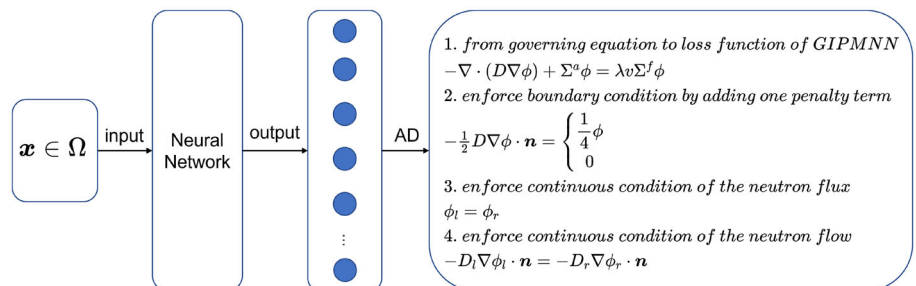 x ∈ Ω
input
Neural
Network
output
⋮
AD
1. from governing equation to loss function of GIPMNN
−∇ · (D∇ϕ) + Σ^a ϕ = λvΣ^f ϕ
2. enforce boundary condition by adding one penalty term
−½D∇ϕ · n = { ¼ϕ
0
3. enforce continuous condition of the neutron flux
ϕ_l = ϕ_r
4. enforce continuous condition of the neutron flow
−D_l∇ϕ_l · n = −D_r∇ϕ_r · n